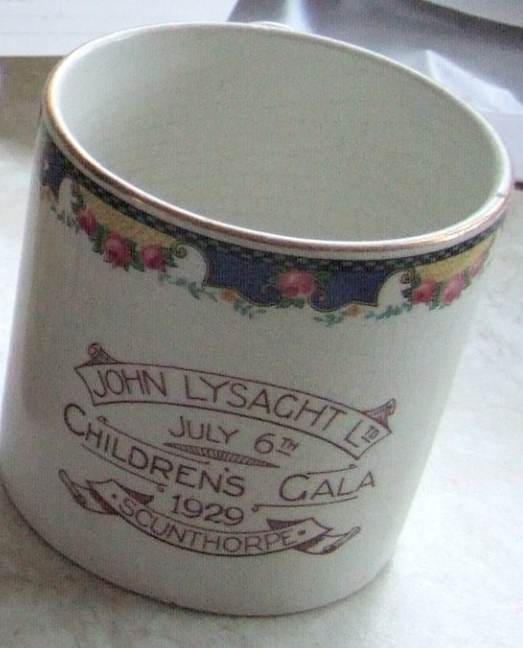 JOHN LYSAGHT LTD
JULY 6TH
CHILDREN'S GALA
1929
·SCUNTHORPE·